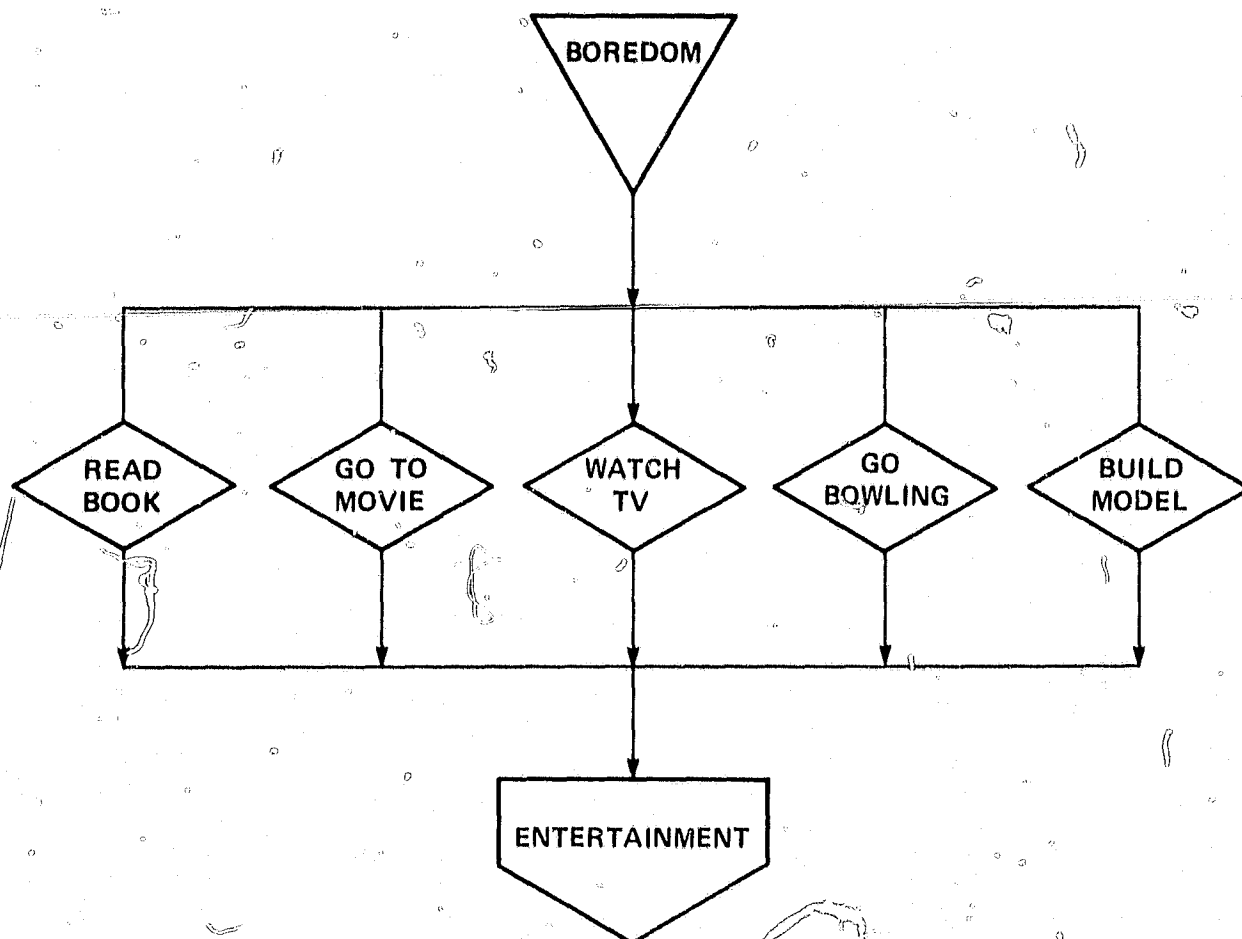 BOREDOM
READ
BOOK
GO TO
MOVIE
WATCH
TV
GO
BOWLING
BUILD
MODEL
ENTERTAINMENT